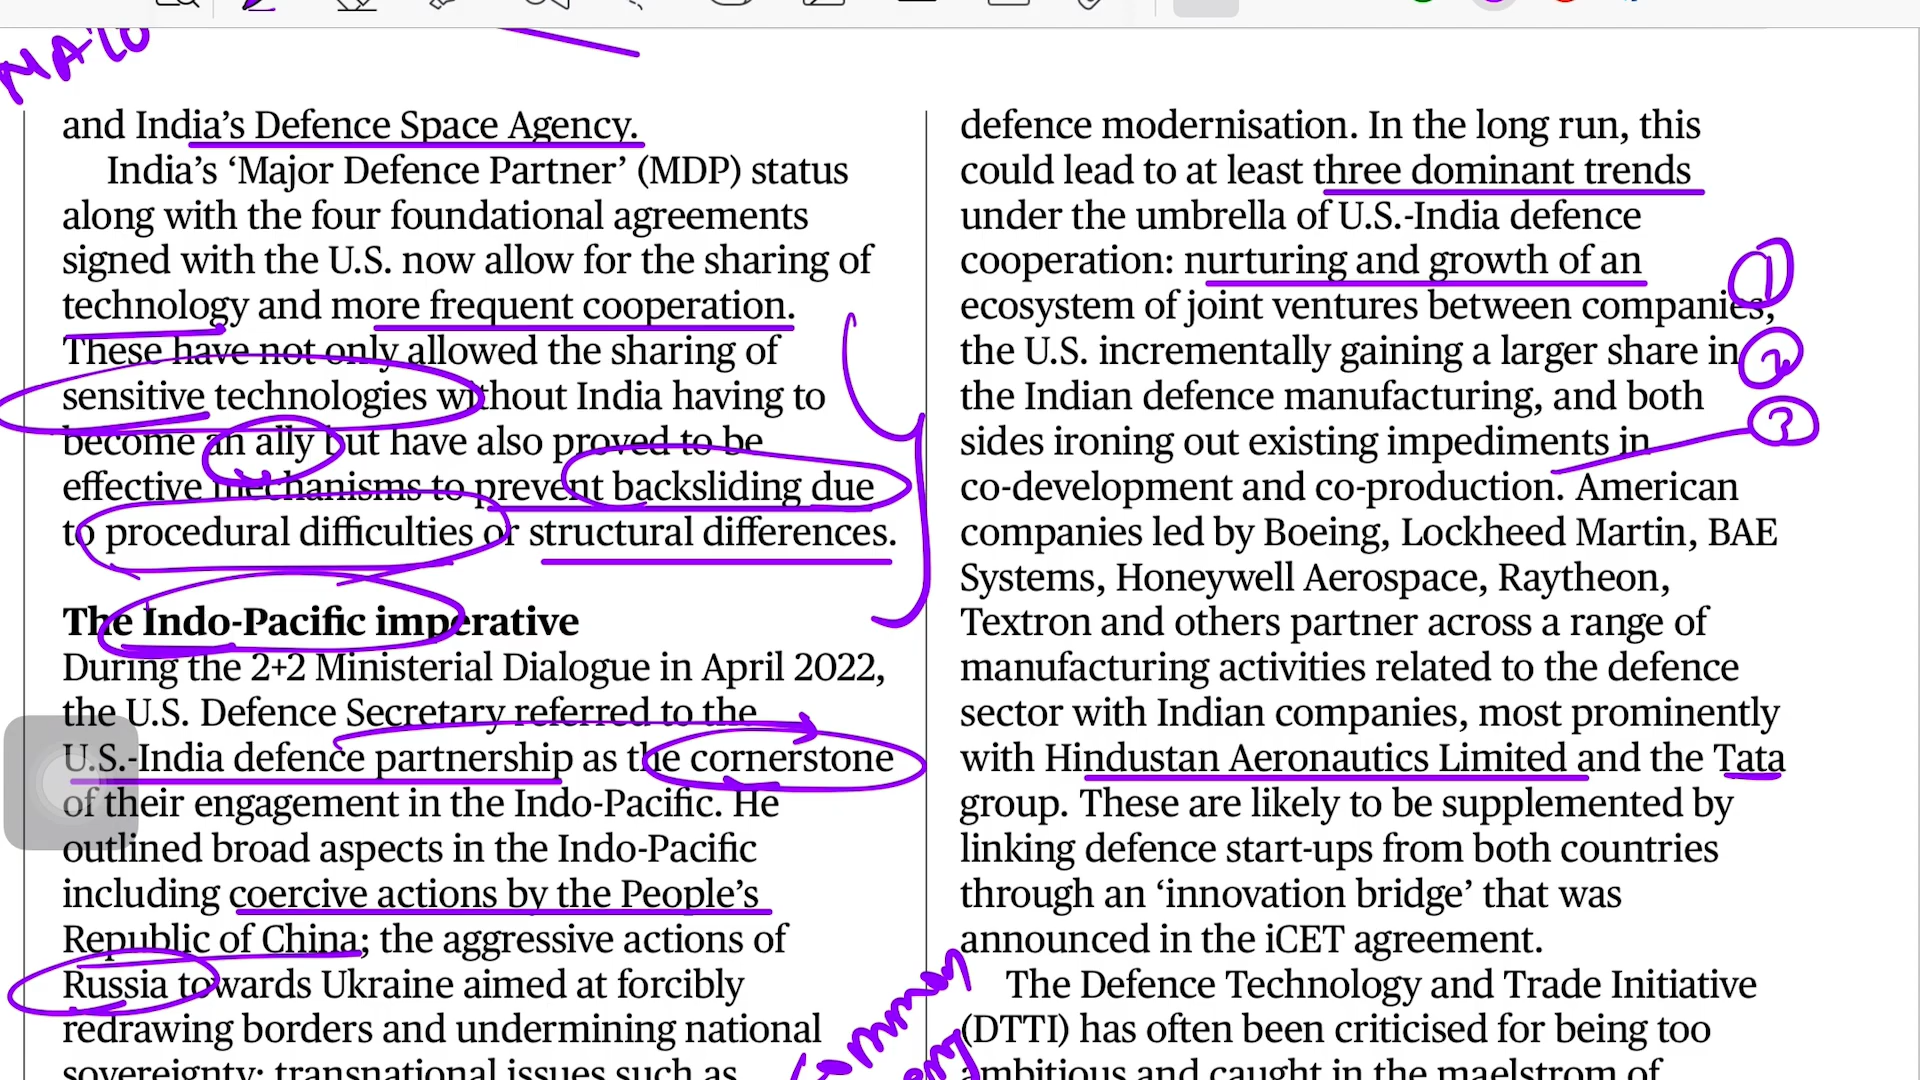 MAJO
and India’s Defence Space Agency.
India’s ‘Major Defence Partner’ (MDP) status
along with the four foundational agreements
signed with the U.S. now allow for the sharing of
technology and more frequent cooperation.
These have not only allowed the sharing of
sensitive technologies without India having to
become an ally but have also proved to be
effective mechanisms to prevent backsliding due
to procedural difficulties or structural differences.
The Indo-Pacific imperative
During the 2+2 Ministerial Dialogue in April 2022,
the U.S. Defence Secretary referred to the
U.S.-India defence partnership as the cornerstone
of their engagement in the Indo-Pacific. He
outlined broad aspects in the Indo-Pacific
including coercive actions by the People’s
Republic of China; the aggressive actions of
Russia towards Ukraine aimed at forcibly
redrawing borders and undermining national
sovereignty; transnational issues such as
defence modernisation. In the long run, this
could lead to at least three dominant trends
under the umbrella of U.S.-India defence
cooperation: nurturing and growth of an
ecosystem of joint ventures between companies,
the U.S. incrementally gaining a larger share in
the Indian defence manufacturing, and both
sides ironing out existing impediments in
co-development and co-production. American
companies led by Boeing, Lockheed Martin, BAE
Systems, Honeywell Aerospace, Raytheon,
Textron and others partner across a range of
manufacturing activities related to the defence
sector with Indian companies, most prominently
with Hindustan Aeronautics Limited and the Tata
group. These are likely to be supplemented by
linking defence start-ups from both countries
through an ‘innovation bridge’ that was
announced in the iCET agreement.
The Defence Technology and Trade Initiative
(DTTI) has often been criticised for being too
ambitious and caught in the maelstrom of
1
2
3